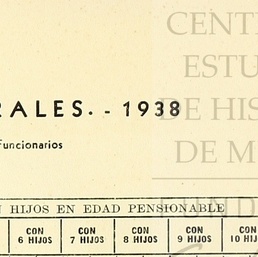 CENT
ESTU
RALES. - 1938
DE HIS
Funcionarios
DE M
HIJOS EN EDAD PENSIONABLE
CON 6 HIJOS
CON 7 HIJOS
CON 8 HIJOS
CON 9 HIJOS
CON 10 HI